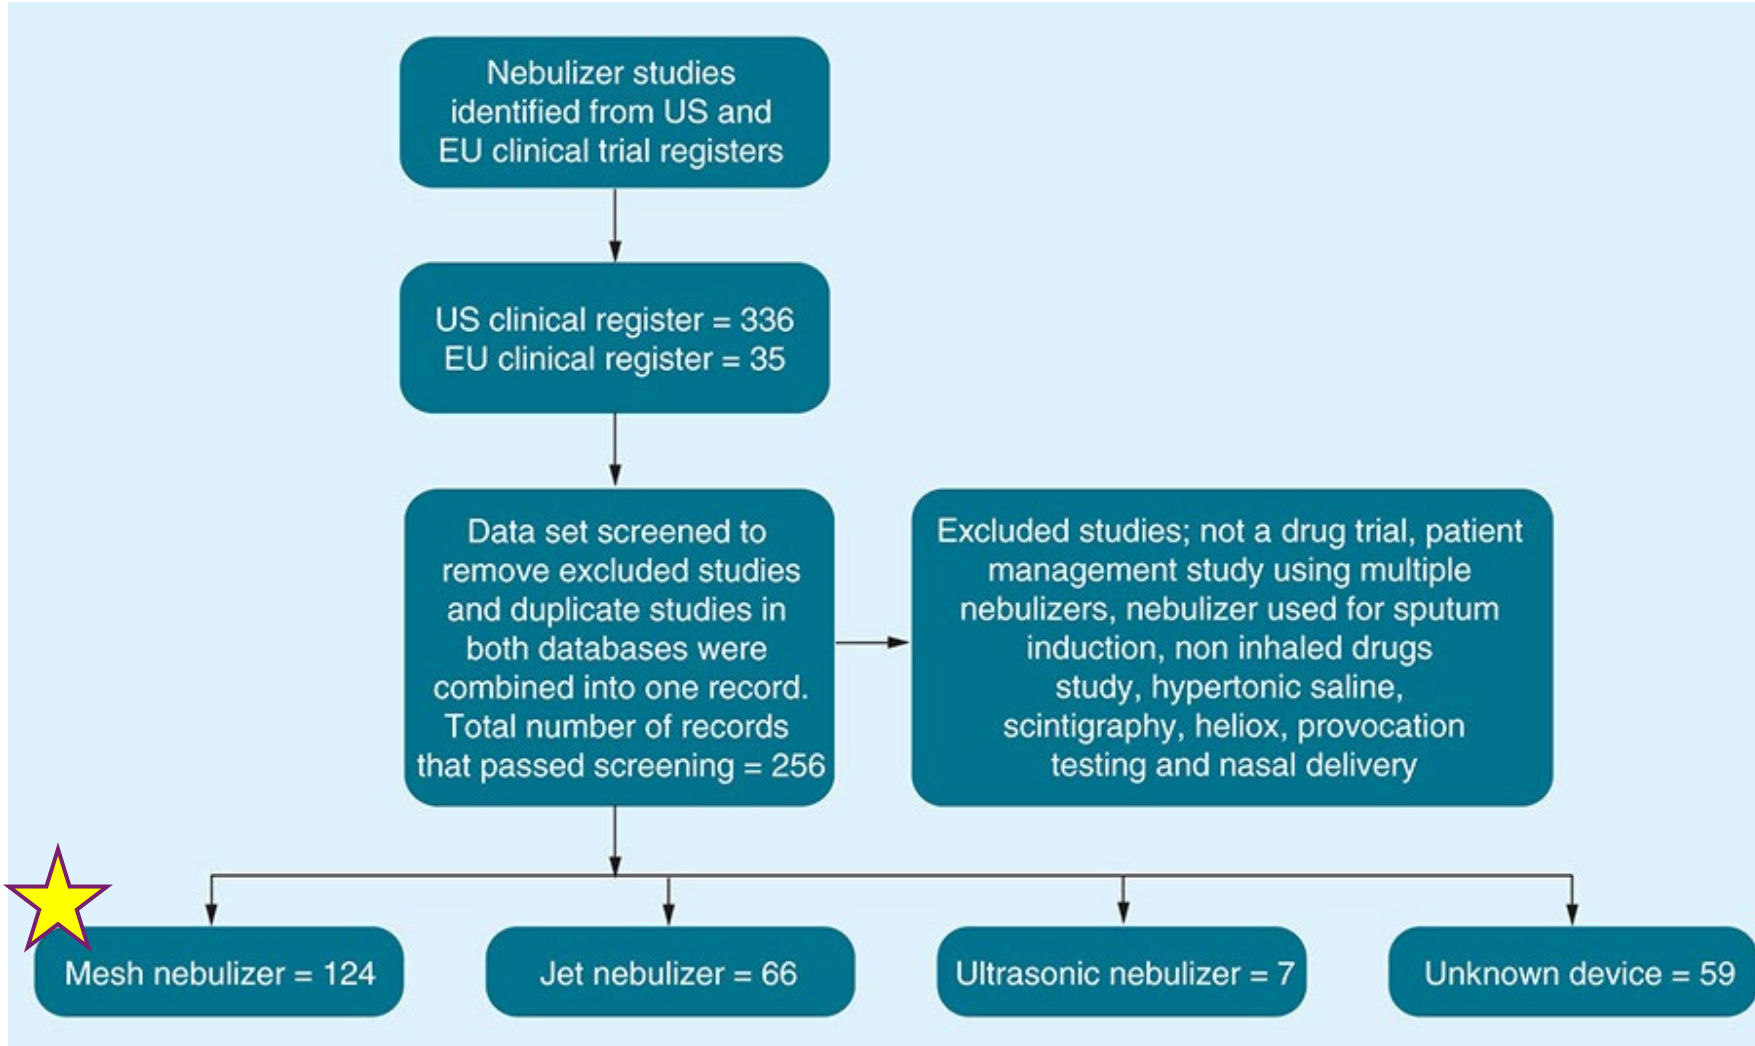 Nebulizer studies
identified from US and
EU clinical trial registers
US clinical register = 336
EU clinical register = 35
Data set screened to
remove excluded studies
and duplicate studies in
both databases were
combined into one record.
Total number of records
that passed screening = 256
Excluded studies; not a drug trial, patient
management study using multiple
nebulizers, nebulizer used for sputum
induction, non inhaled drugs
study, hypertonic saline,
scintigraphy, heliox, provocation
testing and nasal delivery
Mesh nebulizer = 124
Jet nebulizer = 66
Ultrasonic nebulizer = 7
Unknown device = 59